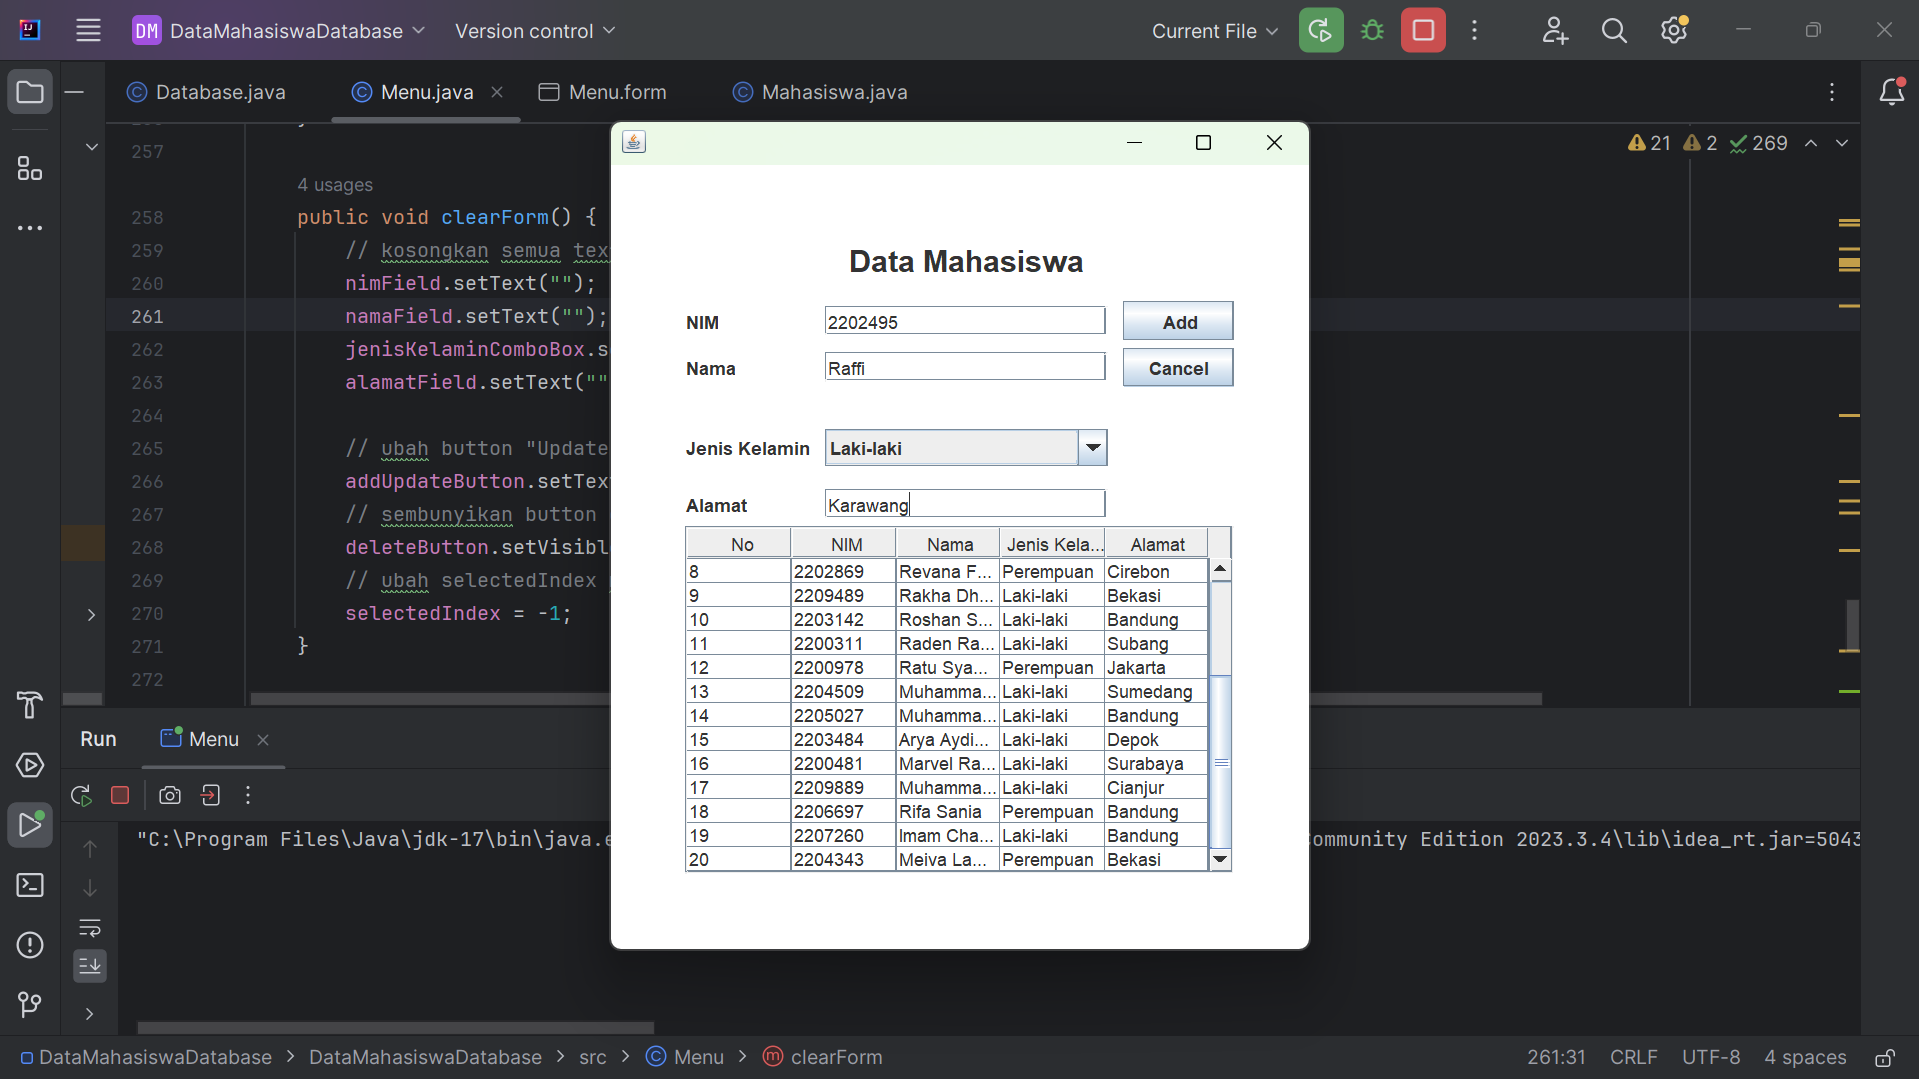 DM DataMahasiswaDatabase Version control Current File
Database.java Menu.java Menu.form Mahasiswa.java
21 2 269
257
4 usages
258 public void clearForm() {
259 // kosongkan semua tex
260 nimField.setText("");
261 namaField.setText("");
262 jenisKelaminComboBox.s
263 alamatField.setText(""
264
265 // ubah button "Update
266 addUpdateButton.setTex
267 // sembunyikan button
268 deleteButton.setVisibl
269 // ubah selectedIndex
270 selectedIndex = -1;
271 }
272
Data Mahasiswa
NIM 2202495 Add
Nama Raffi Cancel
Jenis Kelamin Laki-laki
Alamat Karawang
No NIM Nama Jenis Kela... Alamat
8 2202869 Revana F... Perempuan Cirebon
9 2209489 Rakha Dh... Laki-laki Bekasi
10 2203142 Roshan S... Laki-laki Bandung
11 2200311 Raden Ra... Laki-laki Subang
12 2200978 Ratu Sya... Perempuan Jakarta
13 2204509 Muhamma... Laki-laki Sumedang
14 2205027 Muhamma... Laki-laki Bandung
15 2203484 Arya Aydi... Laki-laki Depok
16 2200481 Marvel Ra... Laki-laki Surabaya
17 2209889 Muhamma... Laki-laki Cianjur
18 2206697 Rifa Sania Perempuan Bandung
19 2207260 Imam Cha... Laki-laki Bandung
20 2204343 Meiva La... Perempuan Bekasi
Run Menu
"C:\Program Files\Java\jdk-17\bin\java.e ommunity Edition 2023.3.4\lib\idea_rt.jar=5043
DataMahasiswaDatabase > DataMahasiswaDatabase > src > Menu > clearForm 261:31 CRLF UTF-8 4 spaces